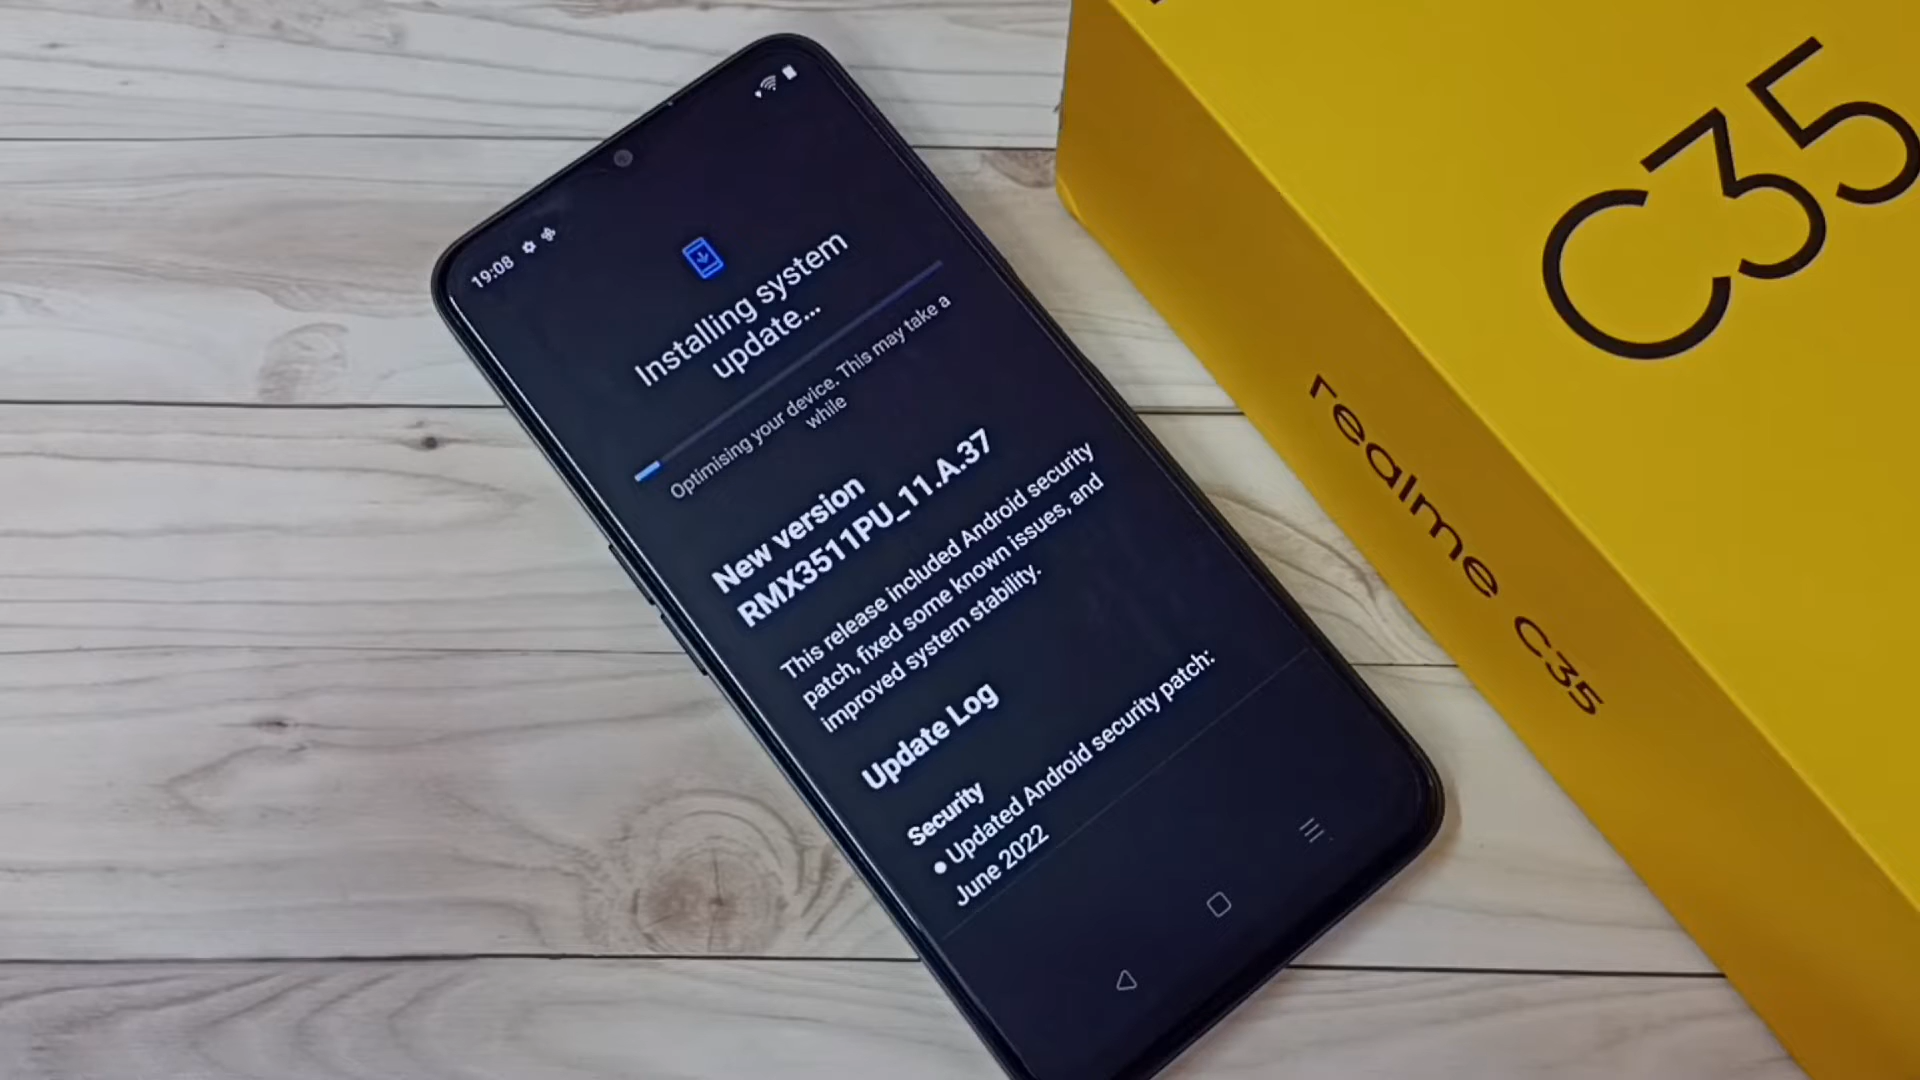 19:08
Installing system
update...
Optimising your device. This may take a
while
New version
RMX3511PU_11.A.37
This release included Android security
patch, fixed some known issues, and
improved system stability.
Update Log
Security
• Updated Android security patch:
June 2022
C35
realme C35